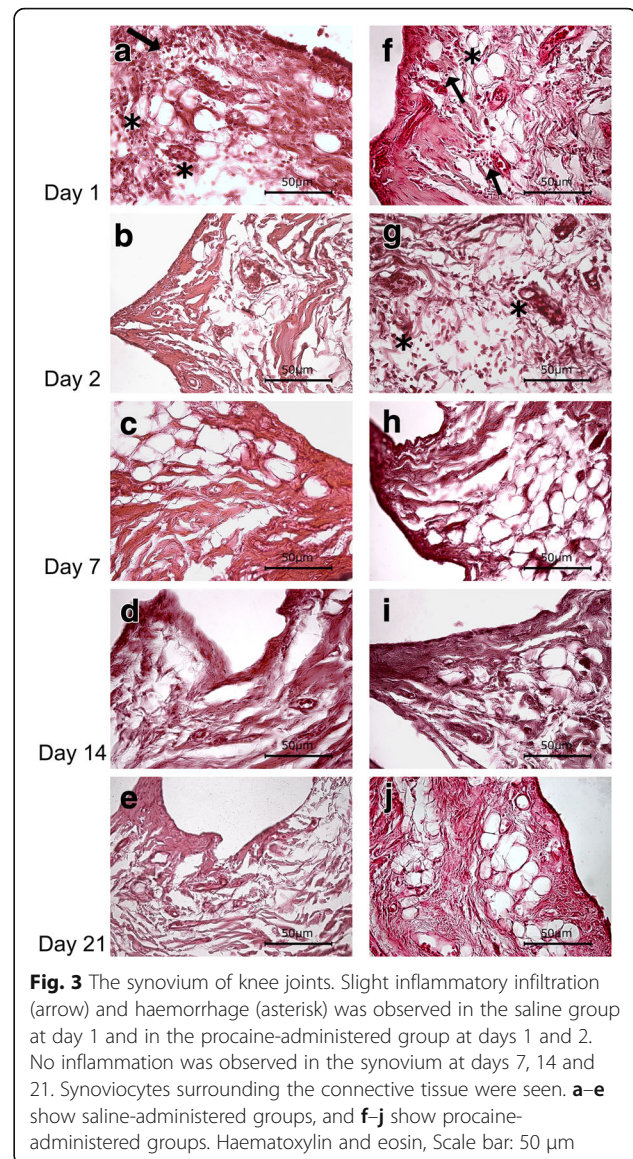 a
f
50µm
50µm
Day 1
b
g
50µm
50µm
Day 2
c
h
50µm
50µm
Day 7
d
i
50µm
50µm
Day 14
e
j
50µm
50µm
Day 21
Fig. 3 The synovium of knee joints. Slight inflammatory infiltration
(arrow) and haemorrhage (asterisk) was observed in the saline group
at day 1 and in the procaine-administered group at days 1 and 2.
No inflammation was observed in the synovium at days 7, 14 and
21. Synoviocytes surrounding the connective tissue were seen. a–e
show saline-administered groups, and f–j show procaine-
administered groups. Haematoxylin and eosin, Scale bar: 50 µm